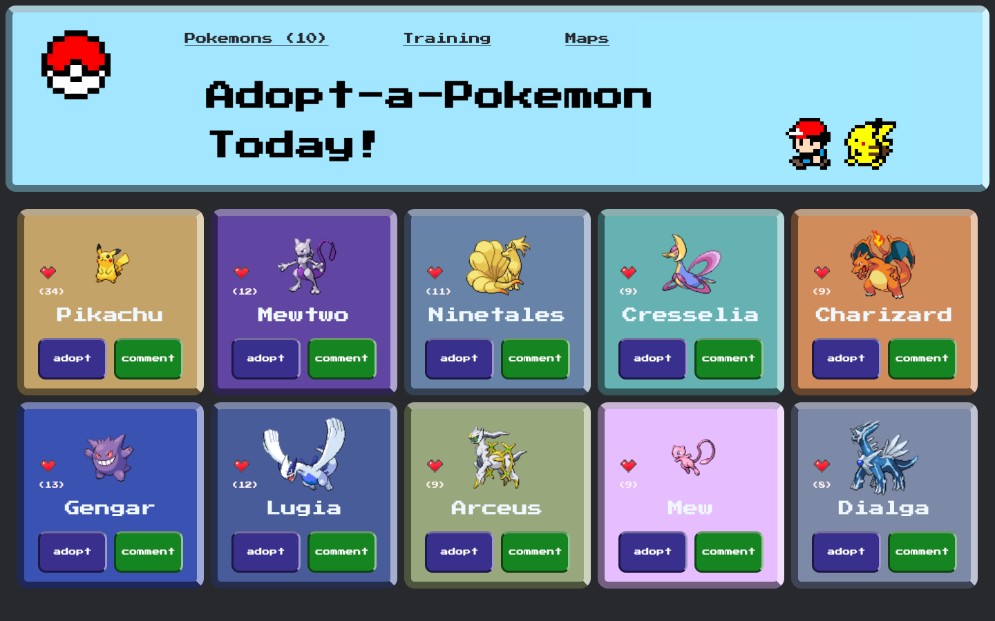 Pokemons (10) Training Maps
Adopt-a-Pokemon
Today!
(34) (12) (11) (9) (9)
Pikachu Mewtwo Ninetales Cresselia Charizard
adopt comment adopt comment adopt comment adopt comment adopt comment
(13) (12) (9) (9) (8)
Gengar Lugia Arceus Mew Dialga
adopt comment adopt comment adopt comment adopt comment adopt comment